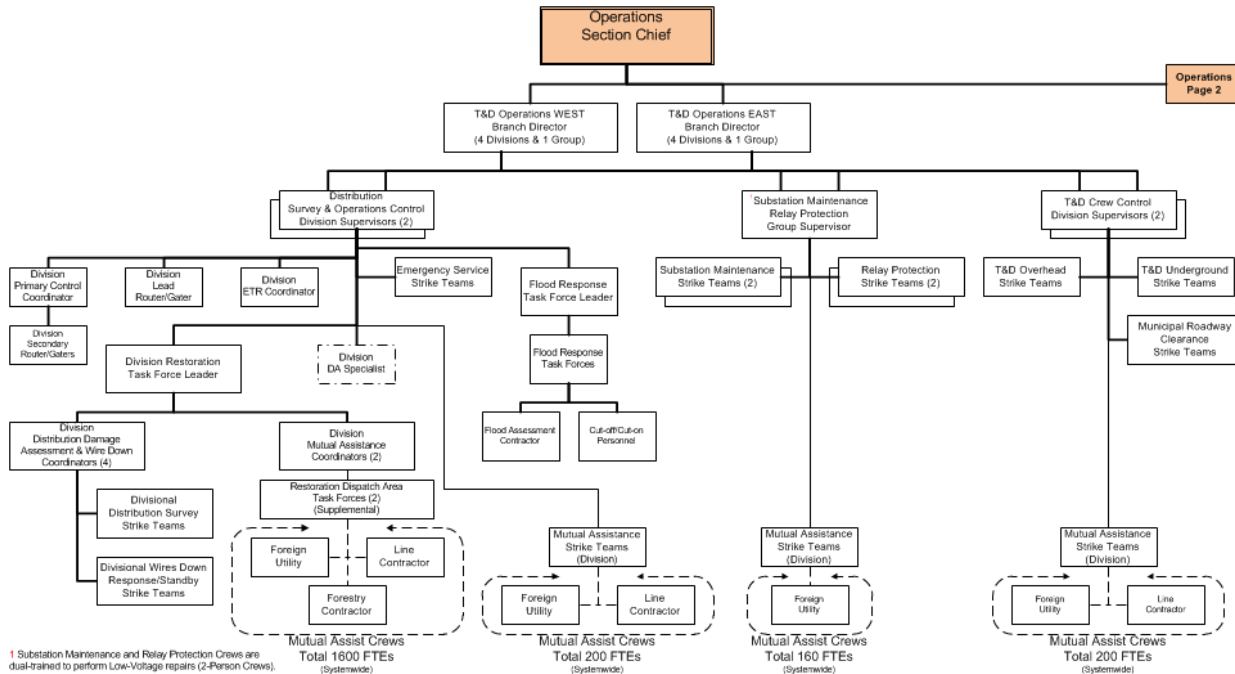 Operations
Section Chief
Operations
Page 2
T&D Operations WEST
Branch Director
(4 Divisions & 1 Group)
T&D Operations EAST
Branch Director
(4 Divisions & 1 Group)
Distribution
Survey & Operations Control
Division Supervisors (2)
1Substation Maintenance
Relay Protection
Group Supervisor
T&D Crew Control
Division Supervisors (2)
Division
Primary Control
Coordinator
Division
Lead
Router/Gater
Division
ETR Coordinator
Emergency Service
Strike Teams
Flood Response
Task Force Leader
Substation Maintenance
Strike Teams (2)
Relay Protection
Strike Teams (2)
T&D Overhead
Strike Teams
T&D Underground
Strike Teams
Division
Secondary
Router/Gaters
Division Restoration
Task Force Leader
Division
DA Specialist
Flood Response
Task Forces
Municipal Roadway
Clearance
Strike Teams
Division
Distribution Damage
Assessment & Wire Down
Coordinators (4)
Division
Mutual Assistance
Coordinators (2)
Flood Assessment
Contractor
Cut-off/Cut-on
Personnel
Restoration Dispatch Area
Task Forces (2)
(Supplemental)
Divisional
Distribution Survey
Strike Teams
Divisional Wires Down
Response/Standby
Strike Teams
Foreign
Utility
Line
Contractor
Forestry
Contractor
Mutual Assistance
Strike Teams
(Division)
Foreign
Utility
Line
Contractor
Mutual Assistance
Strike Teams
(Division)
Foreign
Utility
Mutual Assistance
Strike Teams
(Division)
Foreign
Utility
Line
Contractor
Mutual Assist Crews
Total 1600 FTEs
(Systemwide)
Mutual Assist Crews
Total 200 FTEs
(Systemwide)
Mutual Assist Crews
Total 160 FTEs
(Systemwide)
Mutual Assist Crews
Total 200 FTEs
(Systemwide)
1 Substation Maintenance and Relay Protection Crews are
dual-trained to perform Low-Voltage repairs (2-Person Crews).